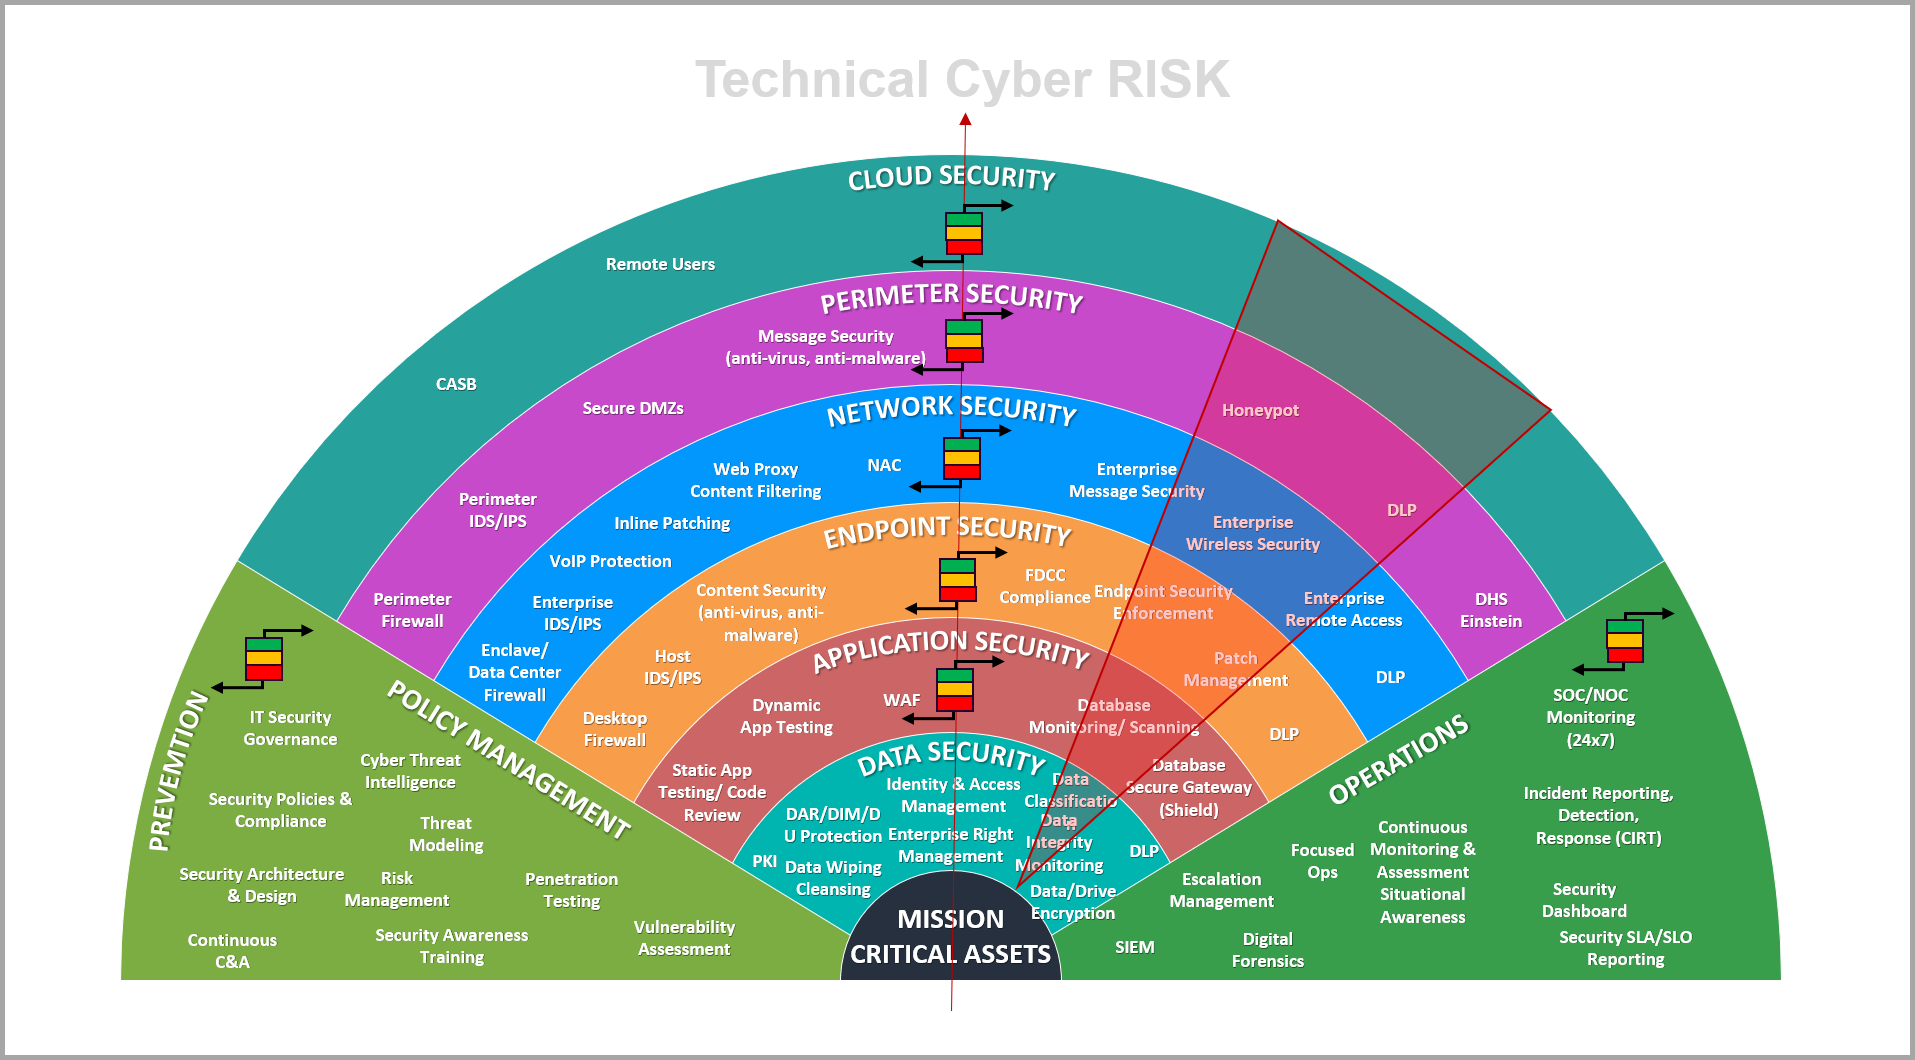 Technical Cyber RISK
CLOUD SECURITY
Remote Users
CASB
PERIMETER SECURITY
Message Security
(anti-virus, anti-malware)
Secure DMZs
Perimeter
IDS/IPS
Perimeter
Firewall
Honeypot
DLP
DHS
Einstein
NETWORK SECURITY
Web Proxy
Content Filtering
NAC
Inline Patching
VoIP Protection
Enterprise
IDS/IPS
Enclave/
Data Center
Firewall
Enterprise
Message Security
Enterprise
Wireless Security
Enterprise
Remote Access
DLP
ENDPOINT SECURITY
Content Security
(anti-virus, anti-
malware)
Host
IDS/IPS
Desktop
Firewall
FDCC
Compliance
Endpoint Security
Enforcement
Patch
Management
DLP
APPLICATION SECURITY
WAF
Dynamic
App Testing
Static App
Testing/ Code
Review
Database
Monitoring/ Scanning
Database
Secure Gateway
(Shield)
DATA SECURITY
Identity & Access
Management
DAR/DIM/D
U Protection
Enterprise Right
Management
PKI
Data Wiping
Cleansing
Data
Classificatio
n
Data
Integrity
Monitoring
DLP
Data/Drive
Encryption
MISSION
CRITICAL ASSETS
PREVEMTION
POLICY MANAGEMENT
IT Security
Governance
Cyber Threat
Intelligence
Security Policies &
Compliance
Threat
Modeling
Security Architecture
& Design
Risk
Management
Penetration
Testing
Continuous
C&A
Security Awareness
Training
Vulnerability
Assessment
OPERATIONS
SOC/NOC
Monitoring
(24x7)
Incident Reporting,
Detection,
Response (CIRT)
Continuous
Monitoring &
Assessment
Situational
Awareness
Focused
Ops
Escalation
Management
Security
Dashboard
SIEM
Digital
Forensics
Security SLA/SLO
Reporting